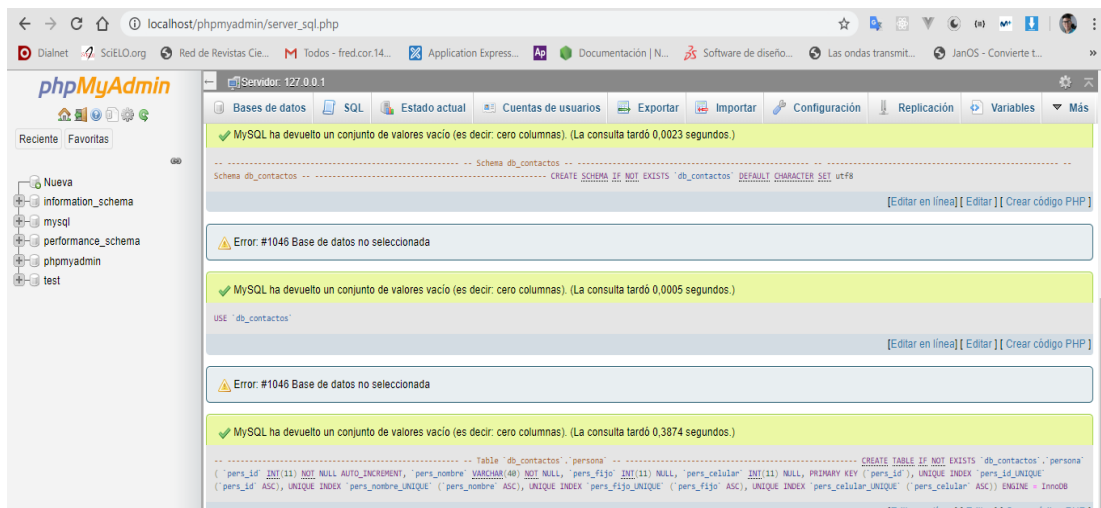 localhost/phpmyadmin/server_sql.php
Dialnet SciELO.org Red de Revistas Cie... Todos - fred.cor.14... Application Express... Ap Documentación | N... Software de diseño... Las ondas transmit... JanOS - Convierte t... »
phpMyAdmin
Reciente Favoritas
Nueva
information_schema
mysql
performance_schema
phpmyadmin
test
Servidor: 127.0.0.1
Bases de datos SQL Estado actual Cuentas de usuarios Exportar Importar Configuración Replicación Variables Más
MySQL ha devuelto un conjunto de valores vacío (es decir: cero columnas). (La consulta tardó 0,0023 segundos.)
-- ----------------------------------------------------- -- Schema db_contactos -- ----------------------------------------------------- -- ----------------------------------------------------- --
Schema db_contactos -- ----------------------------------------------------- CREATE SCHEMA IF NOT EXISTS `db_contactos` DEFAULT CHARACTER SET utf8
[Editar en línea] [ Editar ] [ Crear código PHP ]
Error: #1046 Base de datos no seleccionada
MySQL ha devuelto un conjunto de valores vacío (es decir: cero columnas). (La consulta tardó 0,0005 segundos.)
USE `db_contactos`
[Editar en línea] [ Editar ] [ Crear código PHP ]
Error: #1046 Base de datos no seleccionada
MySQL ha devuelto un conjunto de valores vacío (es decir: cero columnas). (La consulta tardó 0,3874 segundos.)
-- ----------------------------------------------------- -- Table `db_contactos`.`persona` -- ----------------------------------------------------- CREATE TABLE IF NOT EXISTS `db_contactos`.`persona`
( `pers_id` INT(11) NOT NULL AUTO_INCREMENT, `pers_nombre` VARCHAR(40) NOT NULL, `pers_fijo` INT(11) NULL, `pers_celular` INT(11) NULL, PRIMARY KEY (`pers_id`), UNIQUE INDEX `pers_id_UNIQUE`
(`pers_id` ASC), UNIQUE INDEX `pers_nombre_UNIQUE` (`pers_nombre` ASC), UNIQUE INDEX `pers_fijo_UNIQUE` (`pers_fijo` ASC), UNIQUE INDEX `pers_celular_UNIQUE` (`pers_celular` ASC)) ENGINE = InnoDB